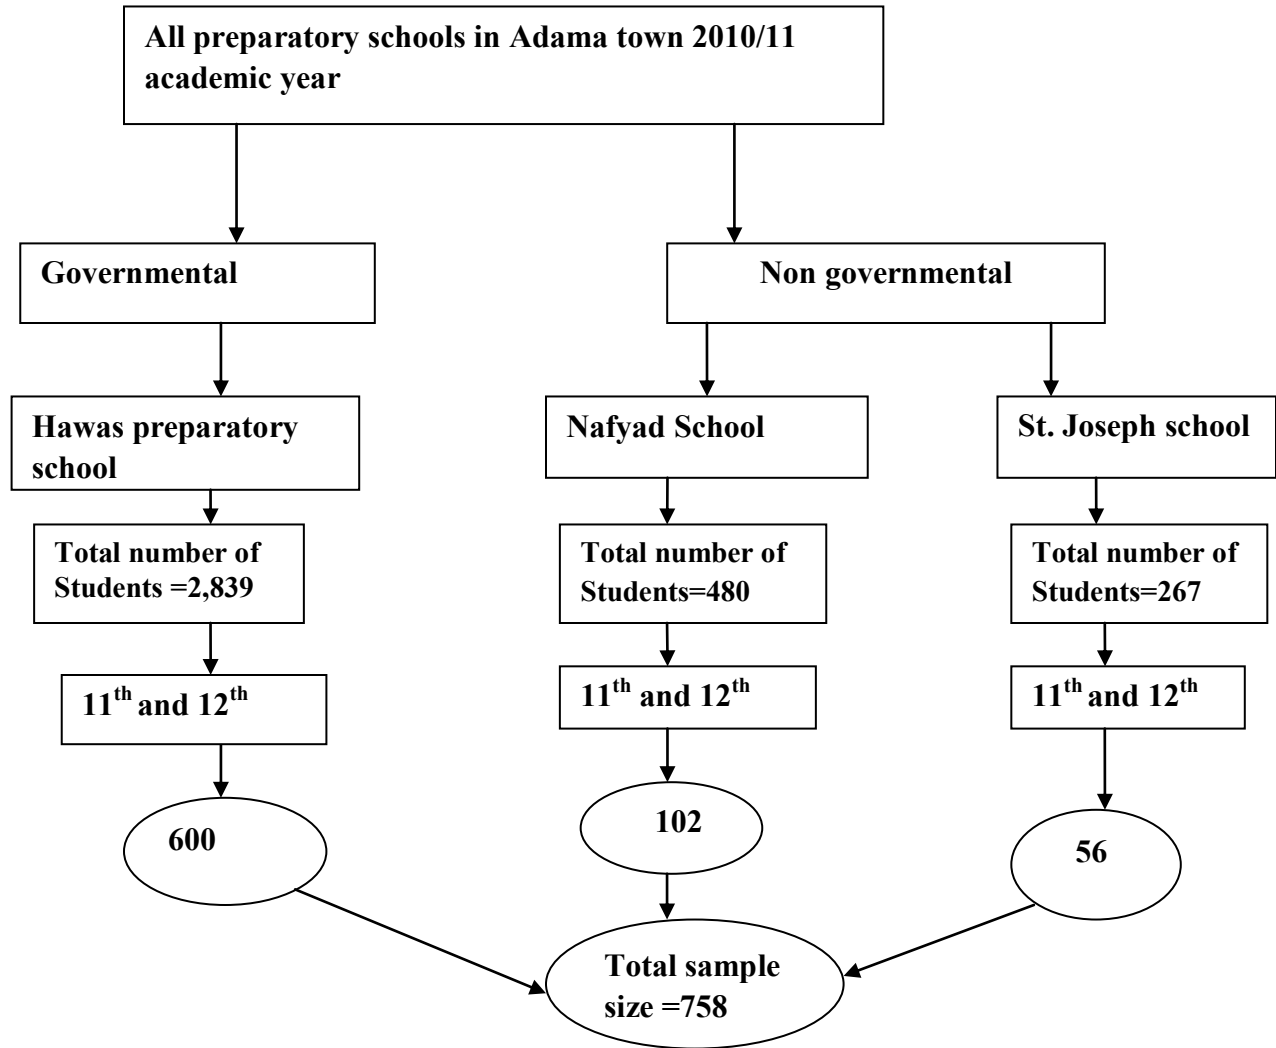 All preparatory schools in Adama town 2010/11
academic year
Governmental
Non governmental
Hawas preparatory
school
Nafyad School
St. Joseph school
Total number of
Students =2,839
Total number of
Students=480
Total number of
Students=267
11th and 12th
11th and 12th
11th and 12th
600
102
56
Total sample
size =758